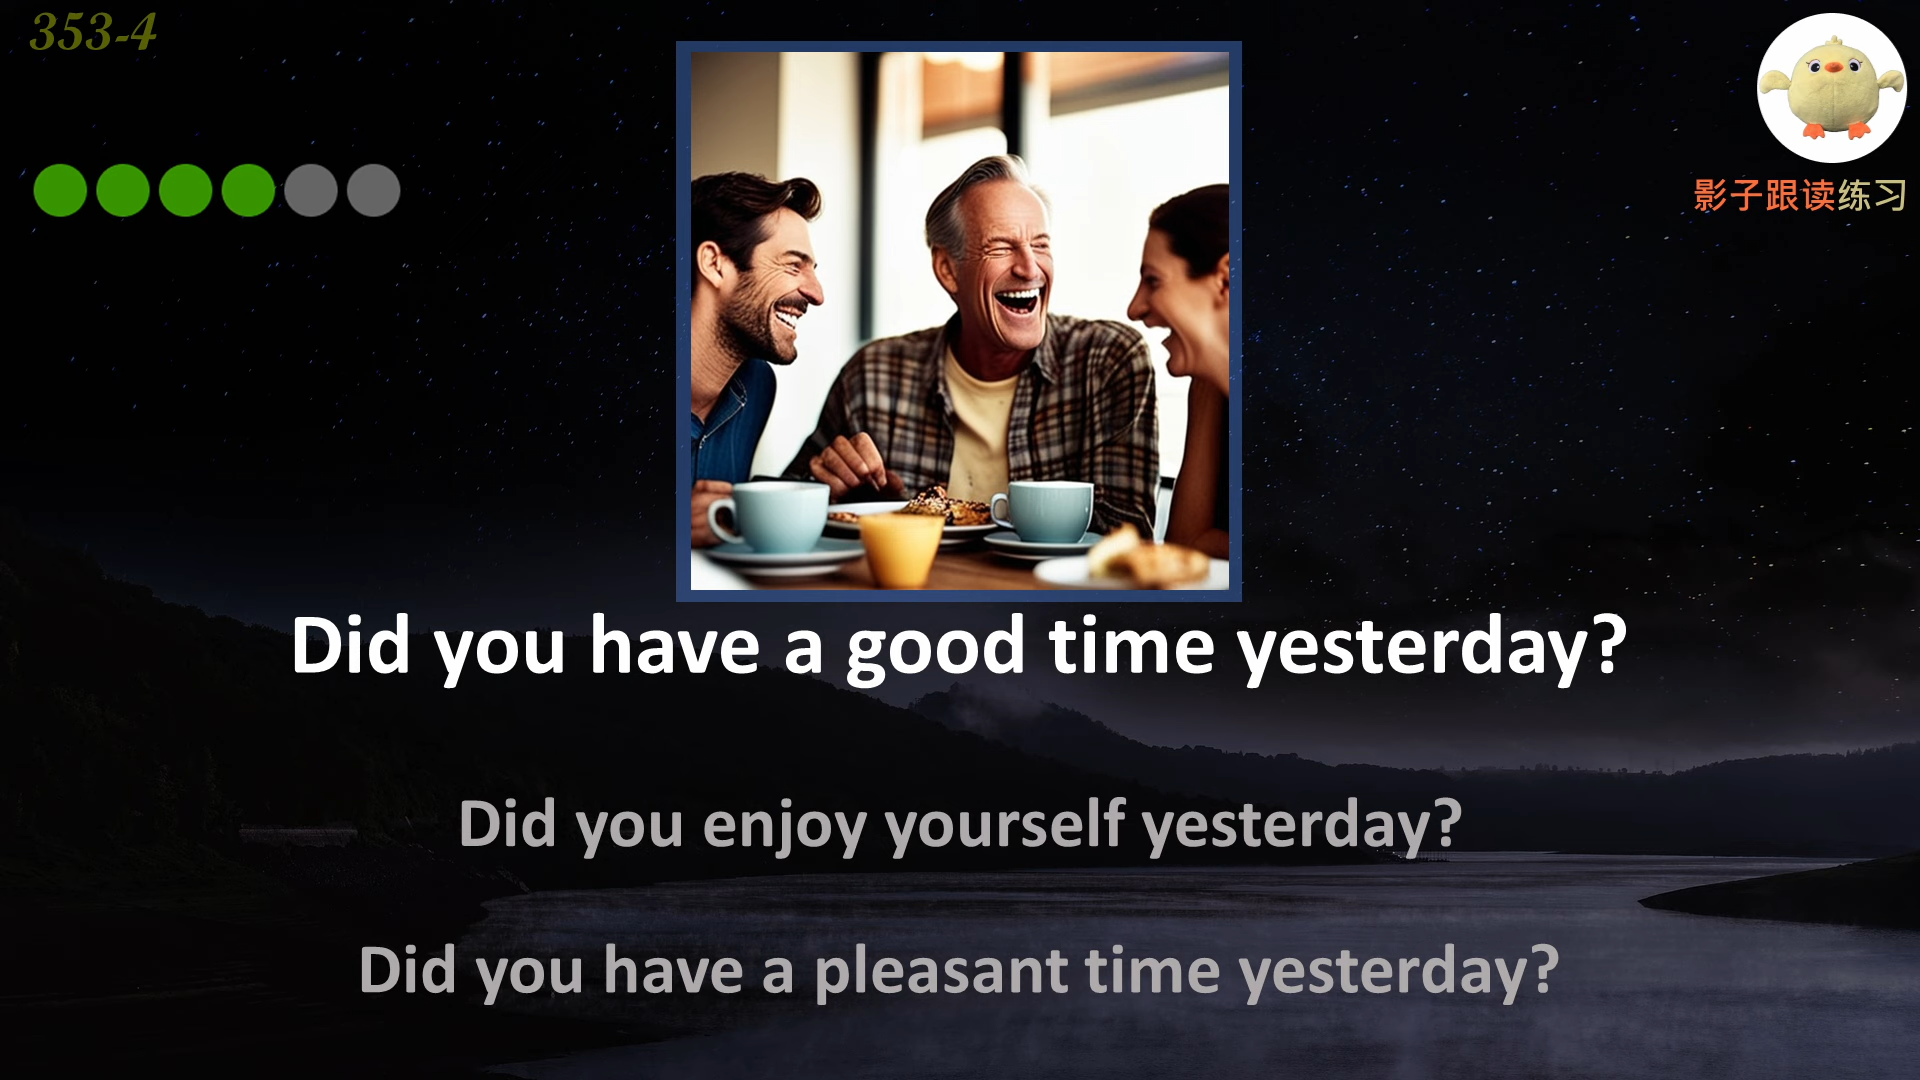 353-4
影子跟读练习
Did you have a good time yesterday?
Did you enjoy yourself yesterday?
Did you have a pleasant time yesterday?